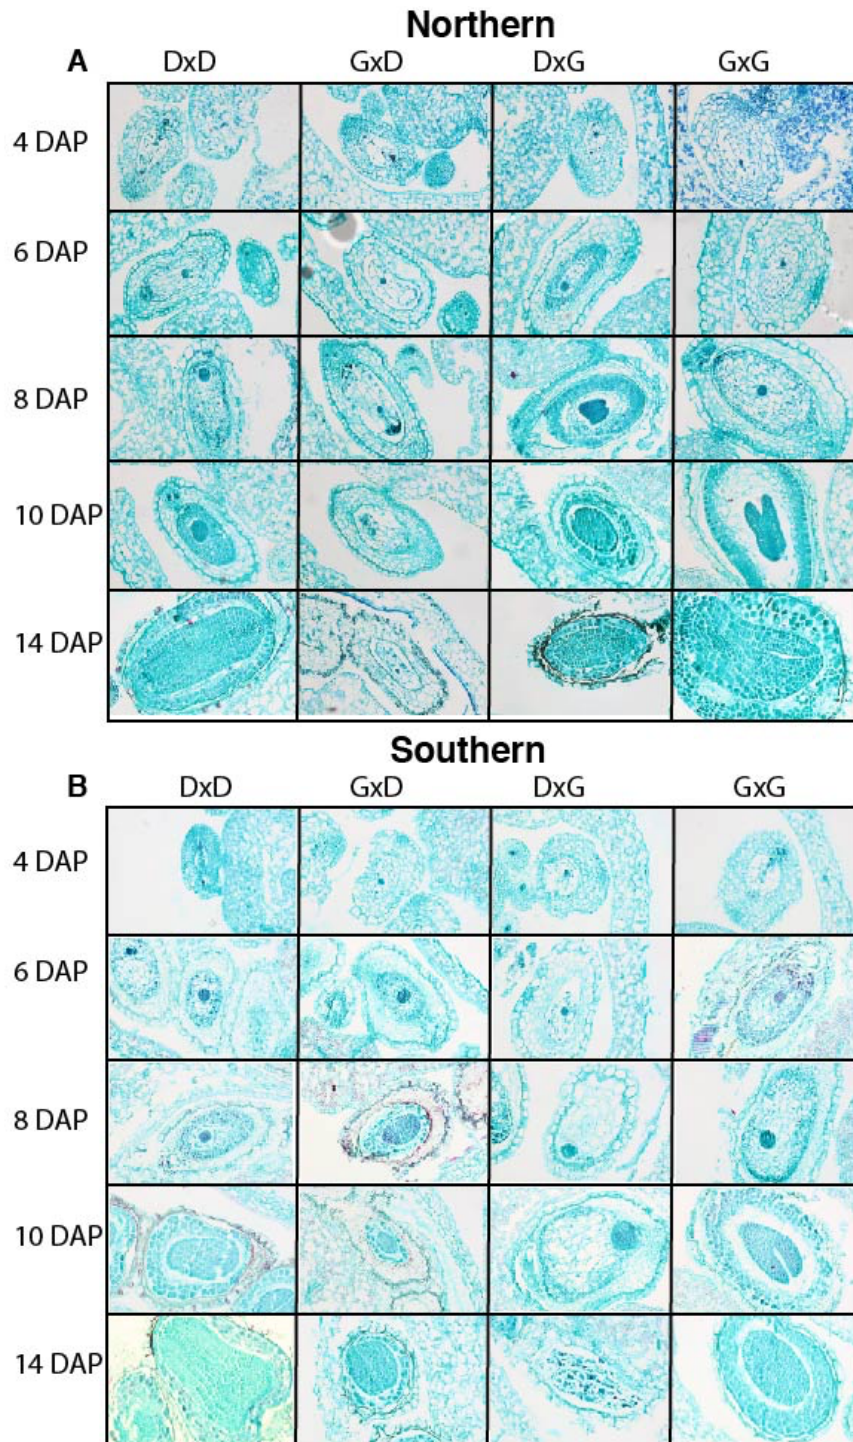 Northern
A DxD GxD DxG GxG
4 DAP
6 DAP
8 DAP
10 DAP
14 DAP
Southern
B DxD GxD DxG GxG
4 DAP
6 DAP
8 DAP
10 DAP
14 DAP